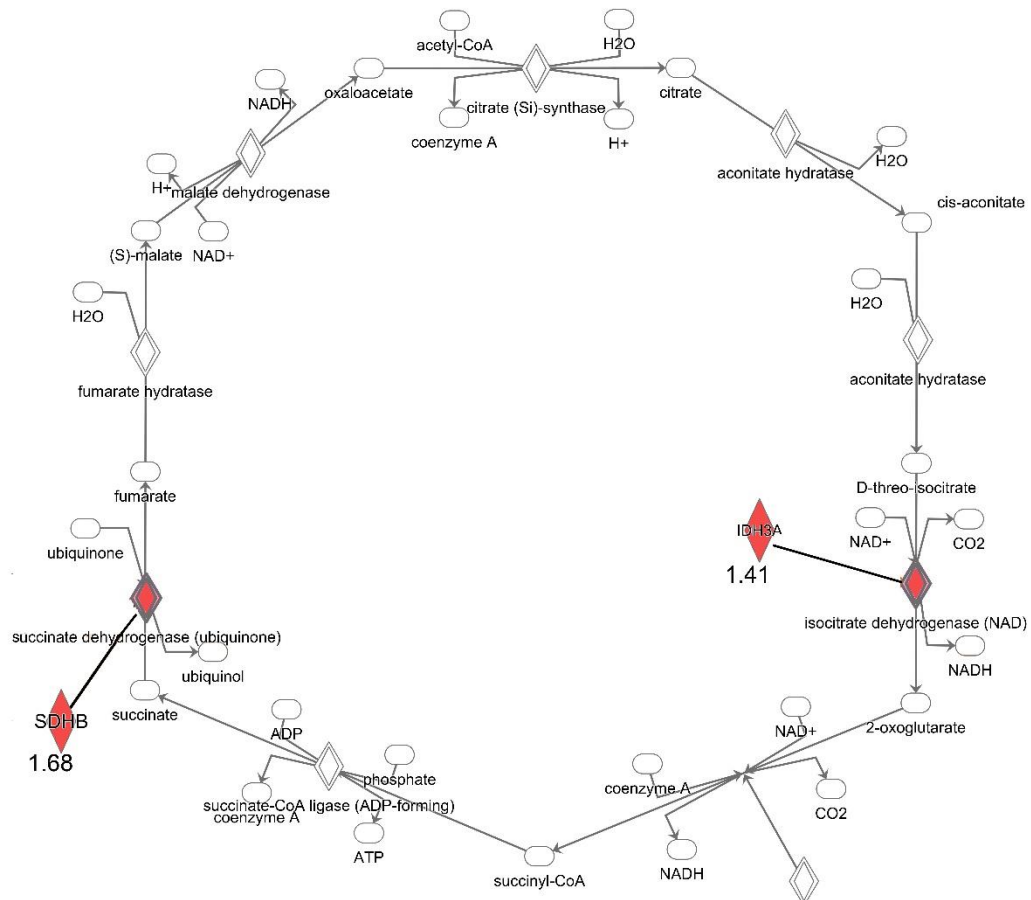 acetyl-CoA
H2O
oxaloacetate
citrate (Si)-synthase
citrate
NADH
coenzyme A
H+
H2O
aconitate hydratase
H+
malate dehydrogenase
cis-aconitate
(S)-malate
NAD+
H2O
H2O
aconitate hydratase
fumarate hydratase
D-threo-isocitrate
fumarate
IDH3A
NAD+
CO2
ubiquinone
1.41
isocitrate dehydrogenase (NAD)
succinate dehydrogenase (ubiquinone)
ubiquinol
NADH
succinate
SDHB
ADP
NAD+
2-oxoglutarate
1.68
phosphate
coenzyme A
succinate-CoA ligase (ADP-forming)
coenzyme A
CO2
ATP
NADH
succinyl-CoA